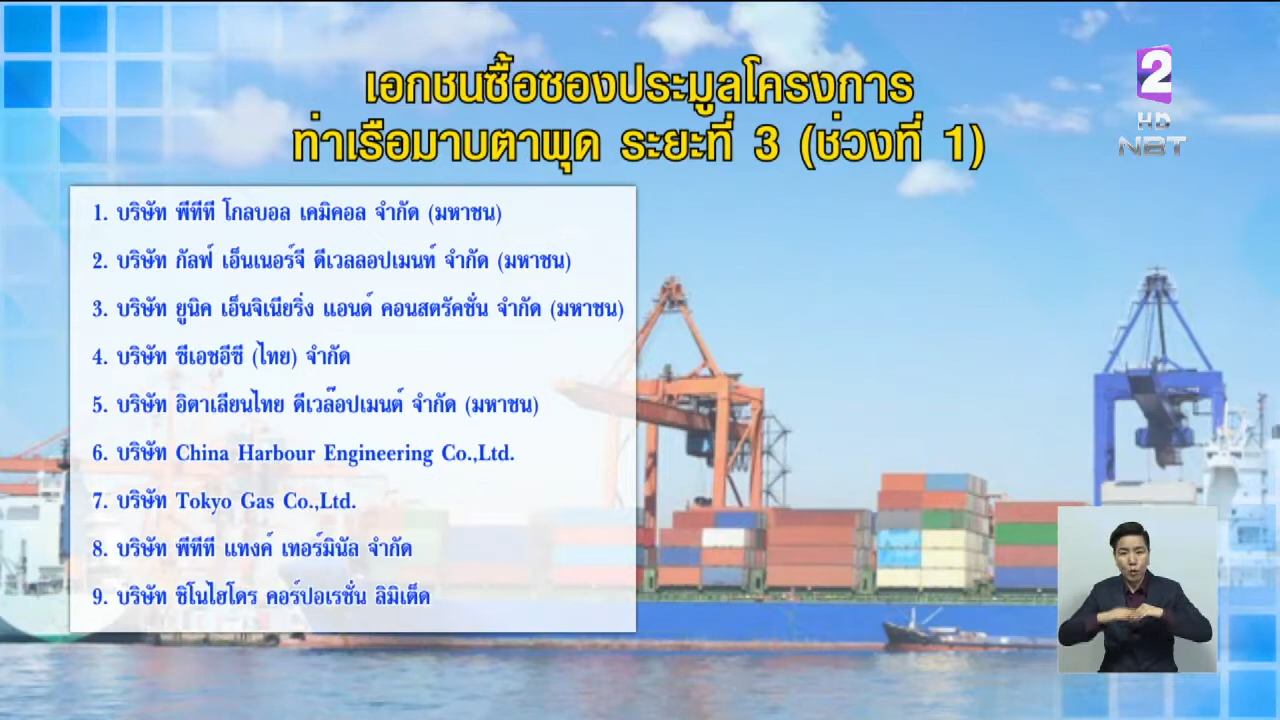 เอกชนซื้อซองประมูลโครงการ
ท่าเรือมาบตาพุด ระยะที่ 3 (ช่วงที่ 1)
2
HD
NBT
1. บริษัท พีทีที โกลบอล เคมิคอล จำกัด (มหาชน)
2. บริษัท กัลฟ์ เอ็นเนอร์จี ดีเวลลอปเมนท์ จำกัด (มหาชน)
3. บริษัท ยูนิค เอ็นจิเนียริ่ง แอนด์ คอนสตรัคชั่น จำกัด (มหาชน)
4. บริษัท ซีเอชอีซี (ไทย) จำกัด
5. บริษัท อิตาเลียนไทย ดีเวล๊อปเมนต์ จำกัด (มหาชน)
6. บริษัท China Harbour Engineering Co.,Ltd.
7. บริษัท Tokyo Gas Co.,Ltd.
8. บริษัท พีทีที แทงค์ เทอร์มินัล จำกัด
9. บริษัท ซิโนไฮโดร คอร์ปอเรชั่น ลิมิเต็ด